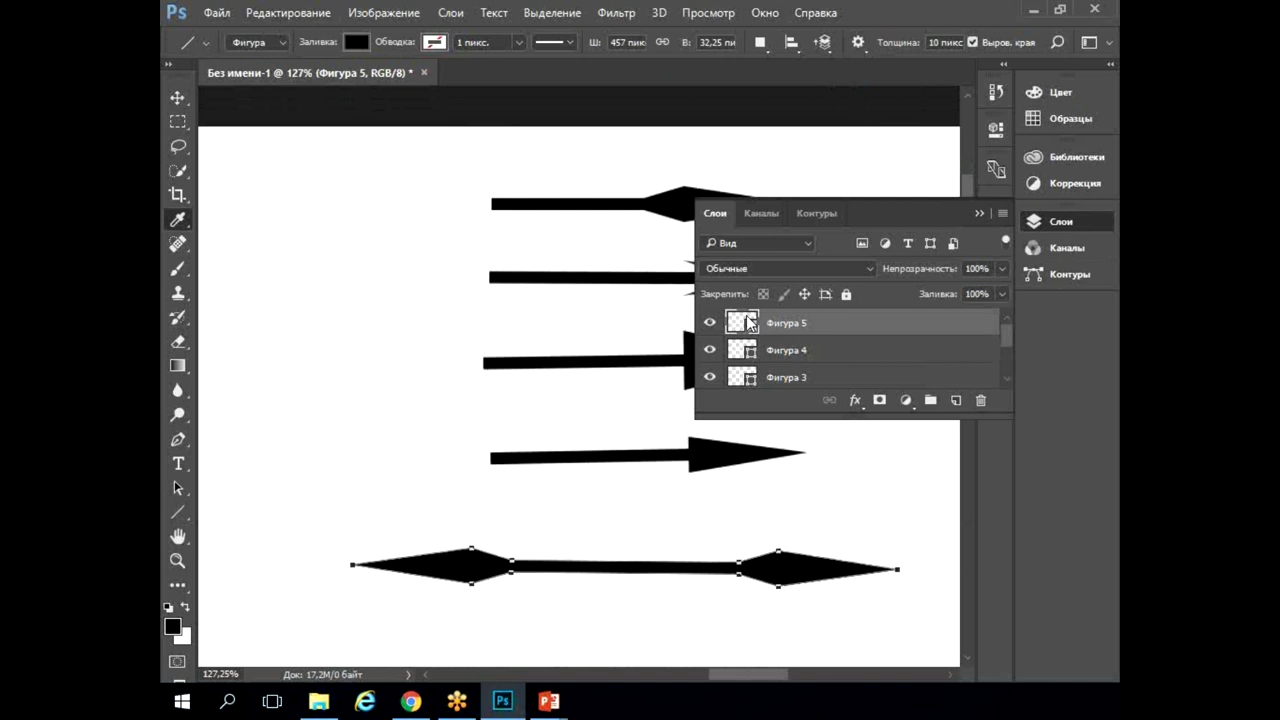 Ps Файл Редактирование Изображение Слои Текст Выделение Фильтр 3D Просмотр Окно Справка
Фигура Заливка: Обводка: 1 пикс. Ш: 457 пикс В: 32,25 пи Толщина: 10 пикс Выров. края
Без имени-1 @ 127% (Фигура 5, RGB/8) * ×
Цвет
Образцы
Библиотеки
Коррекция
Слои
Каналы
Контуры
Слои Каналы Контуры
Вид
Обычные Непрозрачность: 100%
Закрепить: Заливка: 100%
Фигура 5
Фигура 4
Фигура 3
fx
127,25% Док: 17,2M/0 байт
Ps